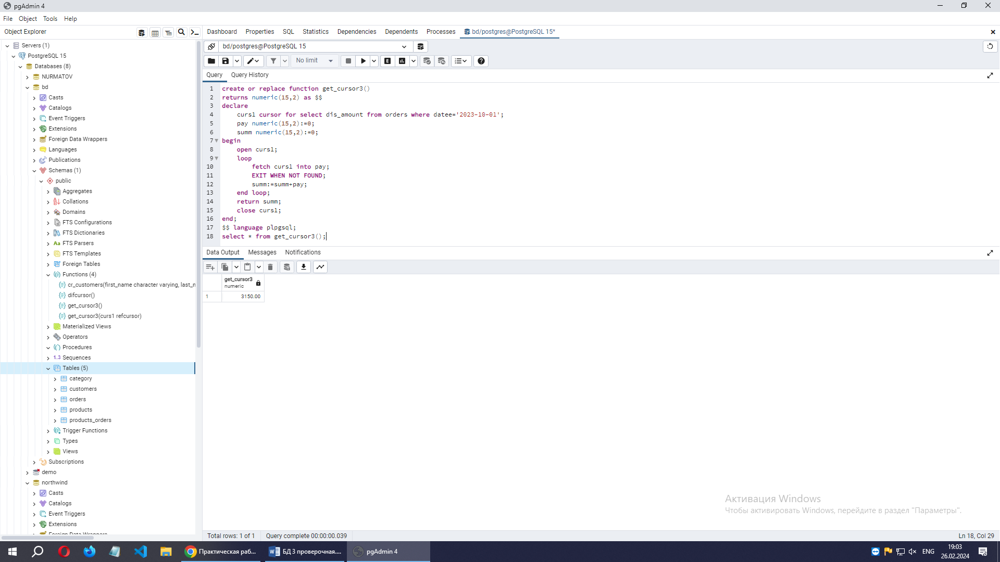 pgAdmin 4
File Object Tools Help
Object Explorer
Dashboard Properties SQL Statistics Dependencies Dependents Processes bd/postgres@PostgreSQL 15*
bd/postgres@PostgreSQL 15
No limit
Query Query History
1 create or replace function get_cursor3()
2 returns numeric(15,2) as $$
3 declare
4 curs1 cursor for select dis_amount from orders where datee='2023-10-01';
5 pay numeric(15,2):=0;
6 summ numeric(15,2):=0;
7 begin
8 open curs1;
9 loop
10 fetch curs1 into pay;
11 EXIT WHEN NOT FOUND;
12 summ:=summ+pay;
13 end loop;
14 return summ;
15 close curs1;
16 end;
17 $$ language plpgsql;
18 select * from get_cursor3();
Data Output Messages Notifications
get_cursor3
numeric
1 3150.00
Servers (1)
PostgreSQL 15
Databases (8)
NURMATOV
bd
Casts
Catalogs
Event Triggers
Extensions
Foreign Data Wrappers
Languages
Publications
Schemas (1)
public
Aggregates
Collations
Domains
FTS Configurations
FTS Dictionaries
Aa FTS Parsers
FTS Templates
Foreign Tables
Functions (4)
cr_customers(first_name character varying, last_n
difcursor()
get_cursor3()
get_cursor3(curs1 refcursor)
Materialized Views
Operators
Procedures
1..3 Sequences
Tables (5)
category
customers
orders
products
products_orders
Trigger Functions
Types
Views
Subscriptions
demo
northwind
Casts
Catalogs
Event Triggers
Extensions
Foreign Data Wrappers
Активация Windows
Чтобы активировать Windows, перейдите в раздел "Параметры".
Total rows: 1 of 1 Query complete 00:00:00.039 Ln 18, Col 29
Практическая раб... БД 3 проверочная.... pgAdmin 4 ENG 19:03
26.02.2024